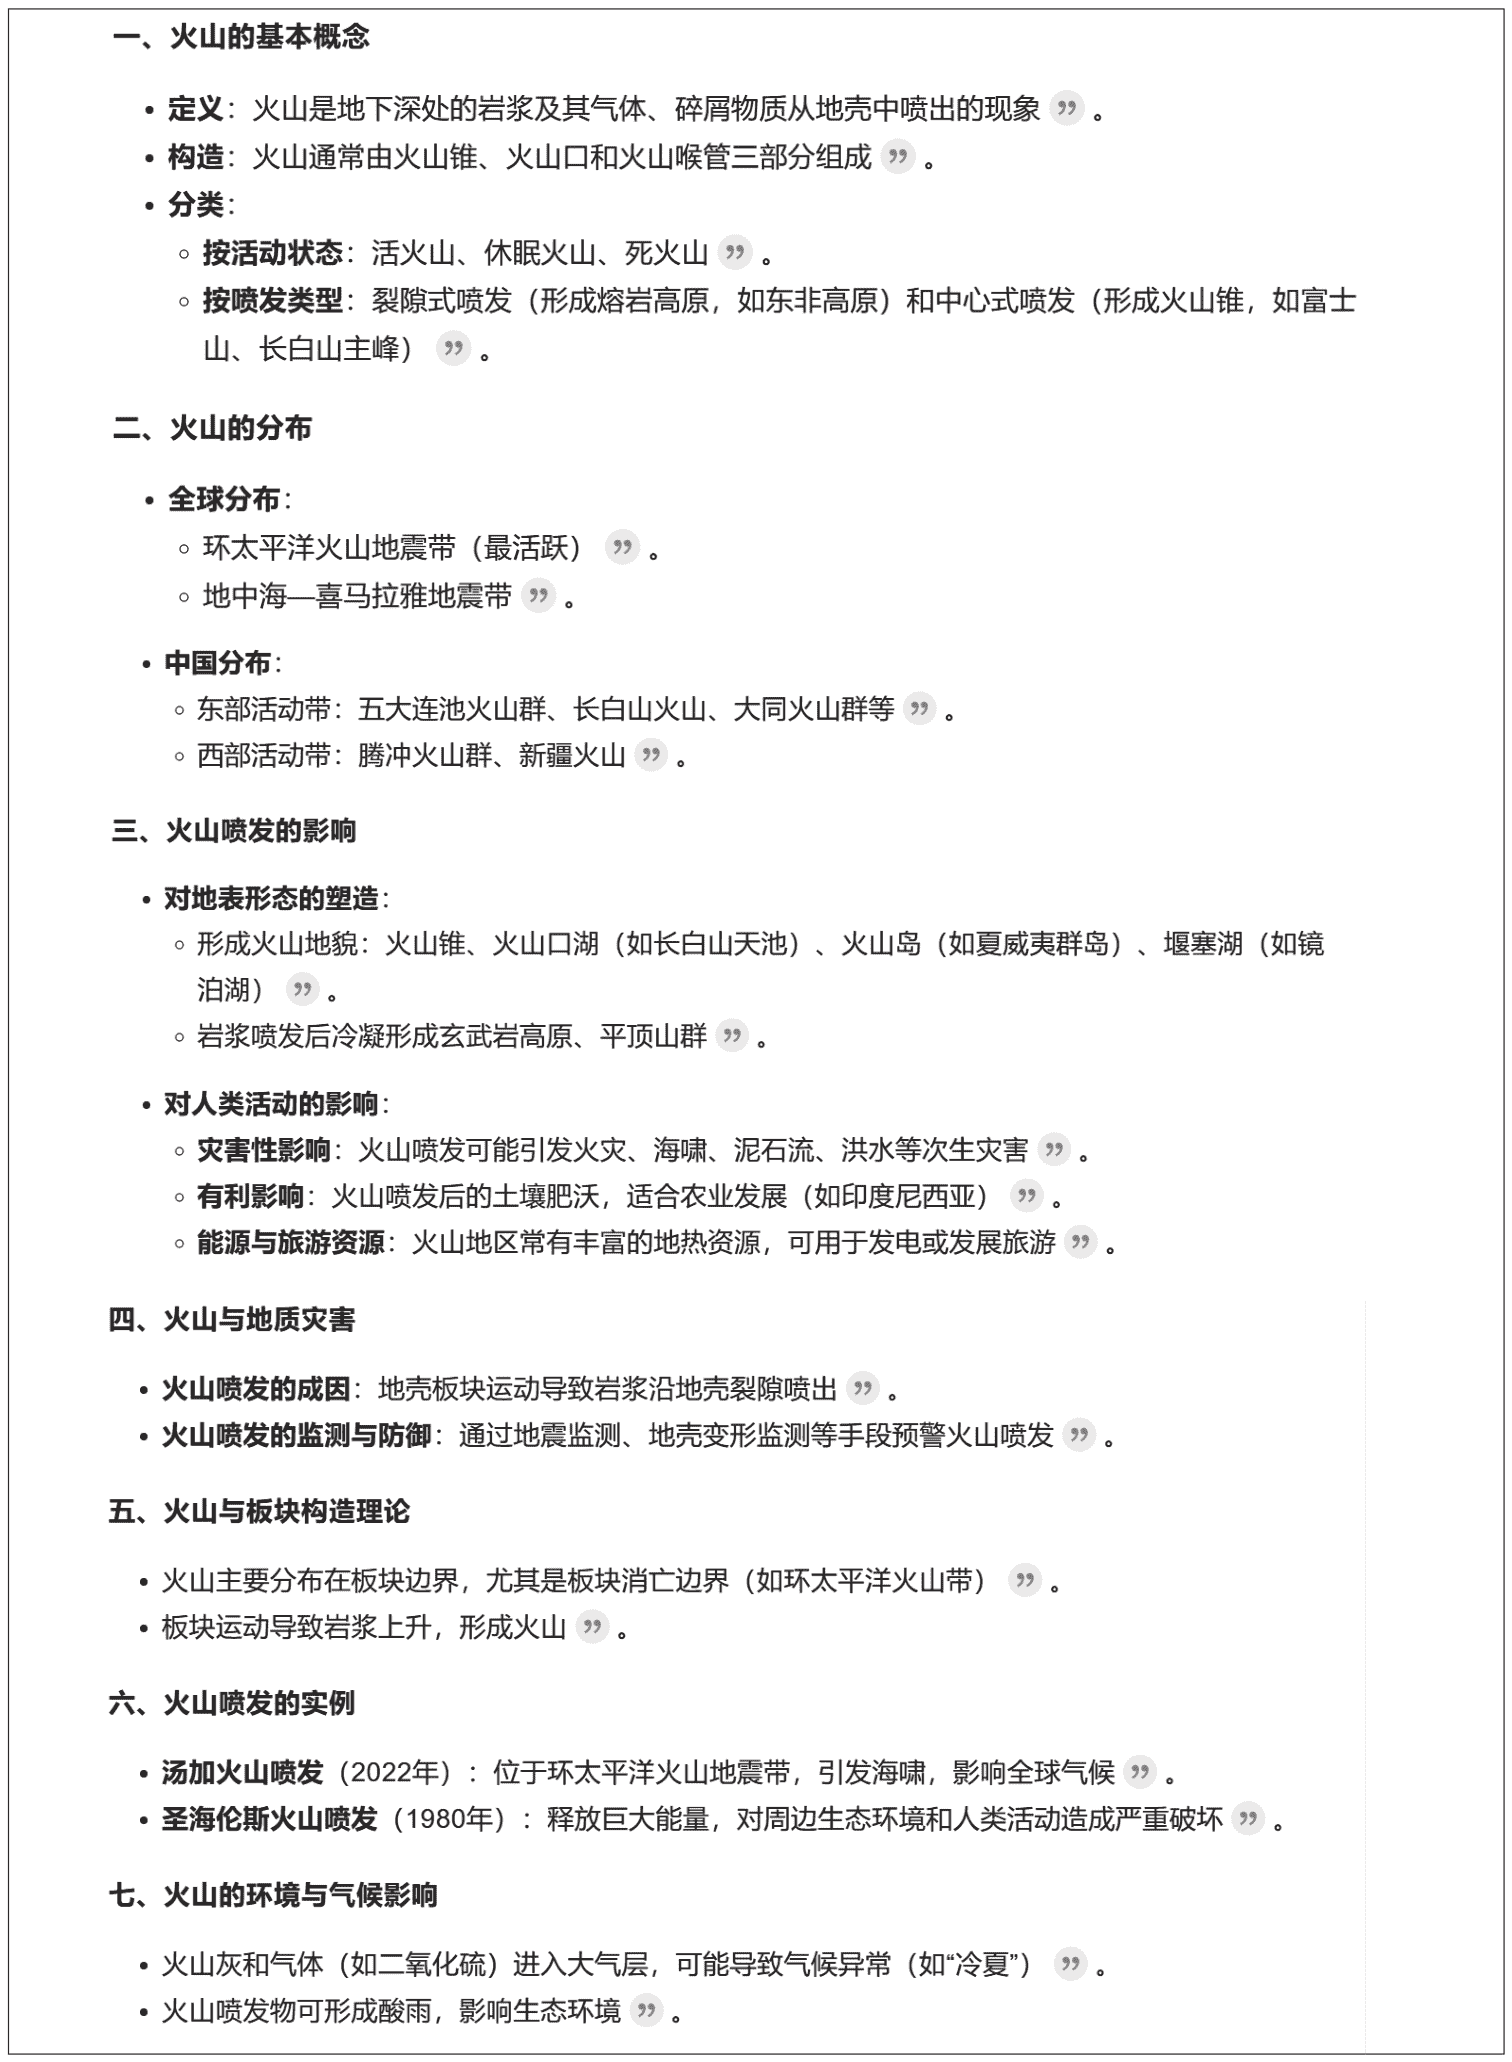 一、火山的基本概念
• 定义：火山是地下深处的岩浆及其气体、碎屑物质从地壳中喷出的现象 ” 。
• 构造：火山通常由火山锥、火山口和火山喉管三部分组成 ” 。
• 分类：
◦ 按活动状态：活火山、休眠火山、死火山 ” 。
◦ 按喷发类型：裂隙式喷发（形成熔岩高原，如东非高原）和中心式喷发（形成火山锥，如富士
山、长白山主峰） ” 。
二、火山的分布
• 全球分布：
◦ 环太平洋火山地震带（最活跃） ” 。
◦ 地中海—喜马拉雅地震带 ” 。
• 中国分布：
◦ 东部活动带：五大连池火山群、长白山火山、大同火山群等 ” 。
◦ 西部活动带：腾冲火山群、新疆火山 ” 。
三、火山喷发的影响
• 对地表形态的塑造：
◦ 形成火山地貌：火山锥、火山口湖（如长白山天池）、火山岛（如夏威夷群岛）、堰塞湖（如镜
泊湖） ” 。
◦ 岩浆喷发后冷凝形成玄武岩高原、平顶山群 ” 。
• 对人类活动的影响：
◦ 灾害性影响：火山喷发可能引发火灾、海啸、泥石流、洪水等次生灾害 ” 。
◦ 有利影响：火山喷发后的土壤肥沃，适合农业发展（如印度尼西亚） ” 。
◦ 能源与旅游资源：火山地区常有丰富的地热资源，可用于发电或发展旅游 ” 。
四、火山与地质灾害
• 火山喷发的成因：地壳板块运动导致岩浆沿地壳裂隙喷出 ” 。
• 火山喷发的监测与防御：通过地震监测、地壳变形监测等手段预警火山喷发 ” 。
五、火山与板块构造理论
• 火山主要分布在板块边界，尤其是板块消亡边界（如环太平洋火山带） ” 。
• 板块运动导致岩浆上升，形成火山 ” 。
六、火山喷发的实例
• 汤加火山喷发（2022年）：位于环太平洋火山地震带，引发海啸，影响全球气候 ” 。
• 圣海伦斯火山喷发（1980年）：释放巨大能量，对周边生态环境和人类活动造成严重破坏 ” 。
七、火山的环境与气候影响
• 火山灰和气体（如二氧化硫）进入大气层，可能导致气候异常（如“冷夏”） ” 。
• 火山喷发物可形成酸雨，影响生态环境 ” 。